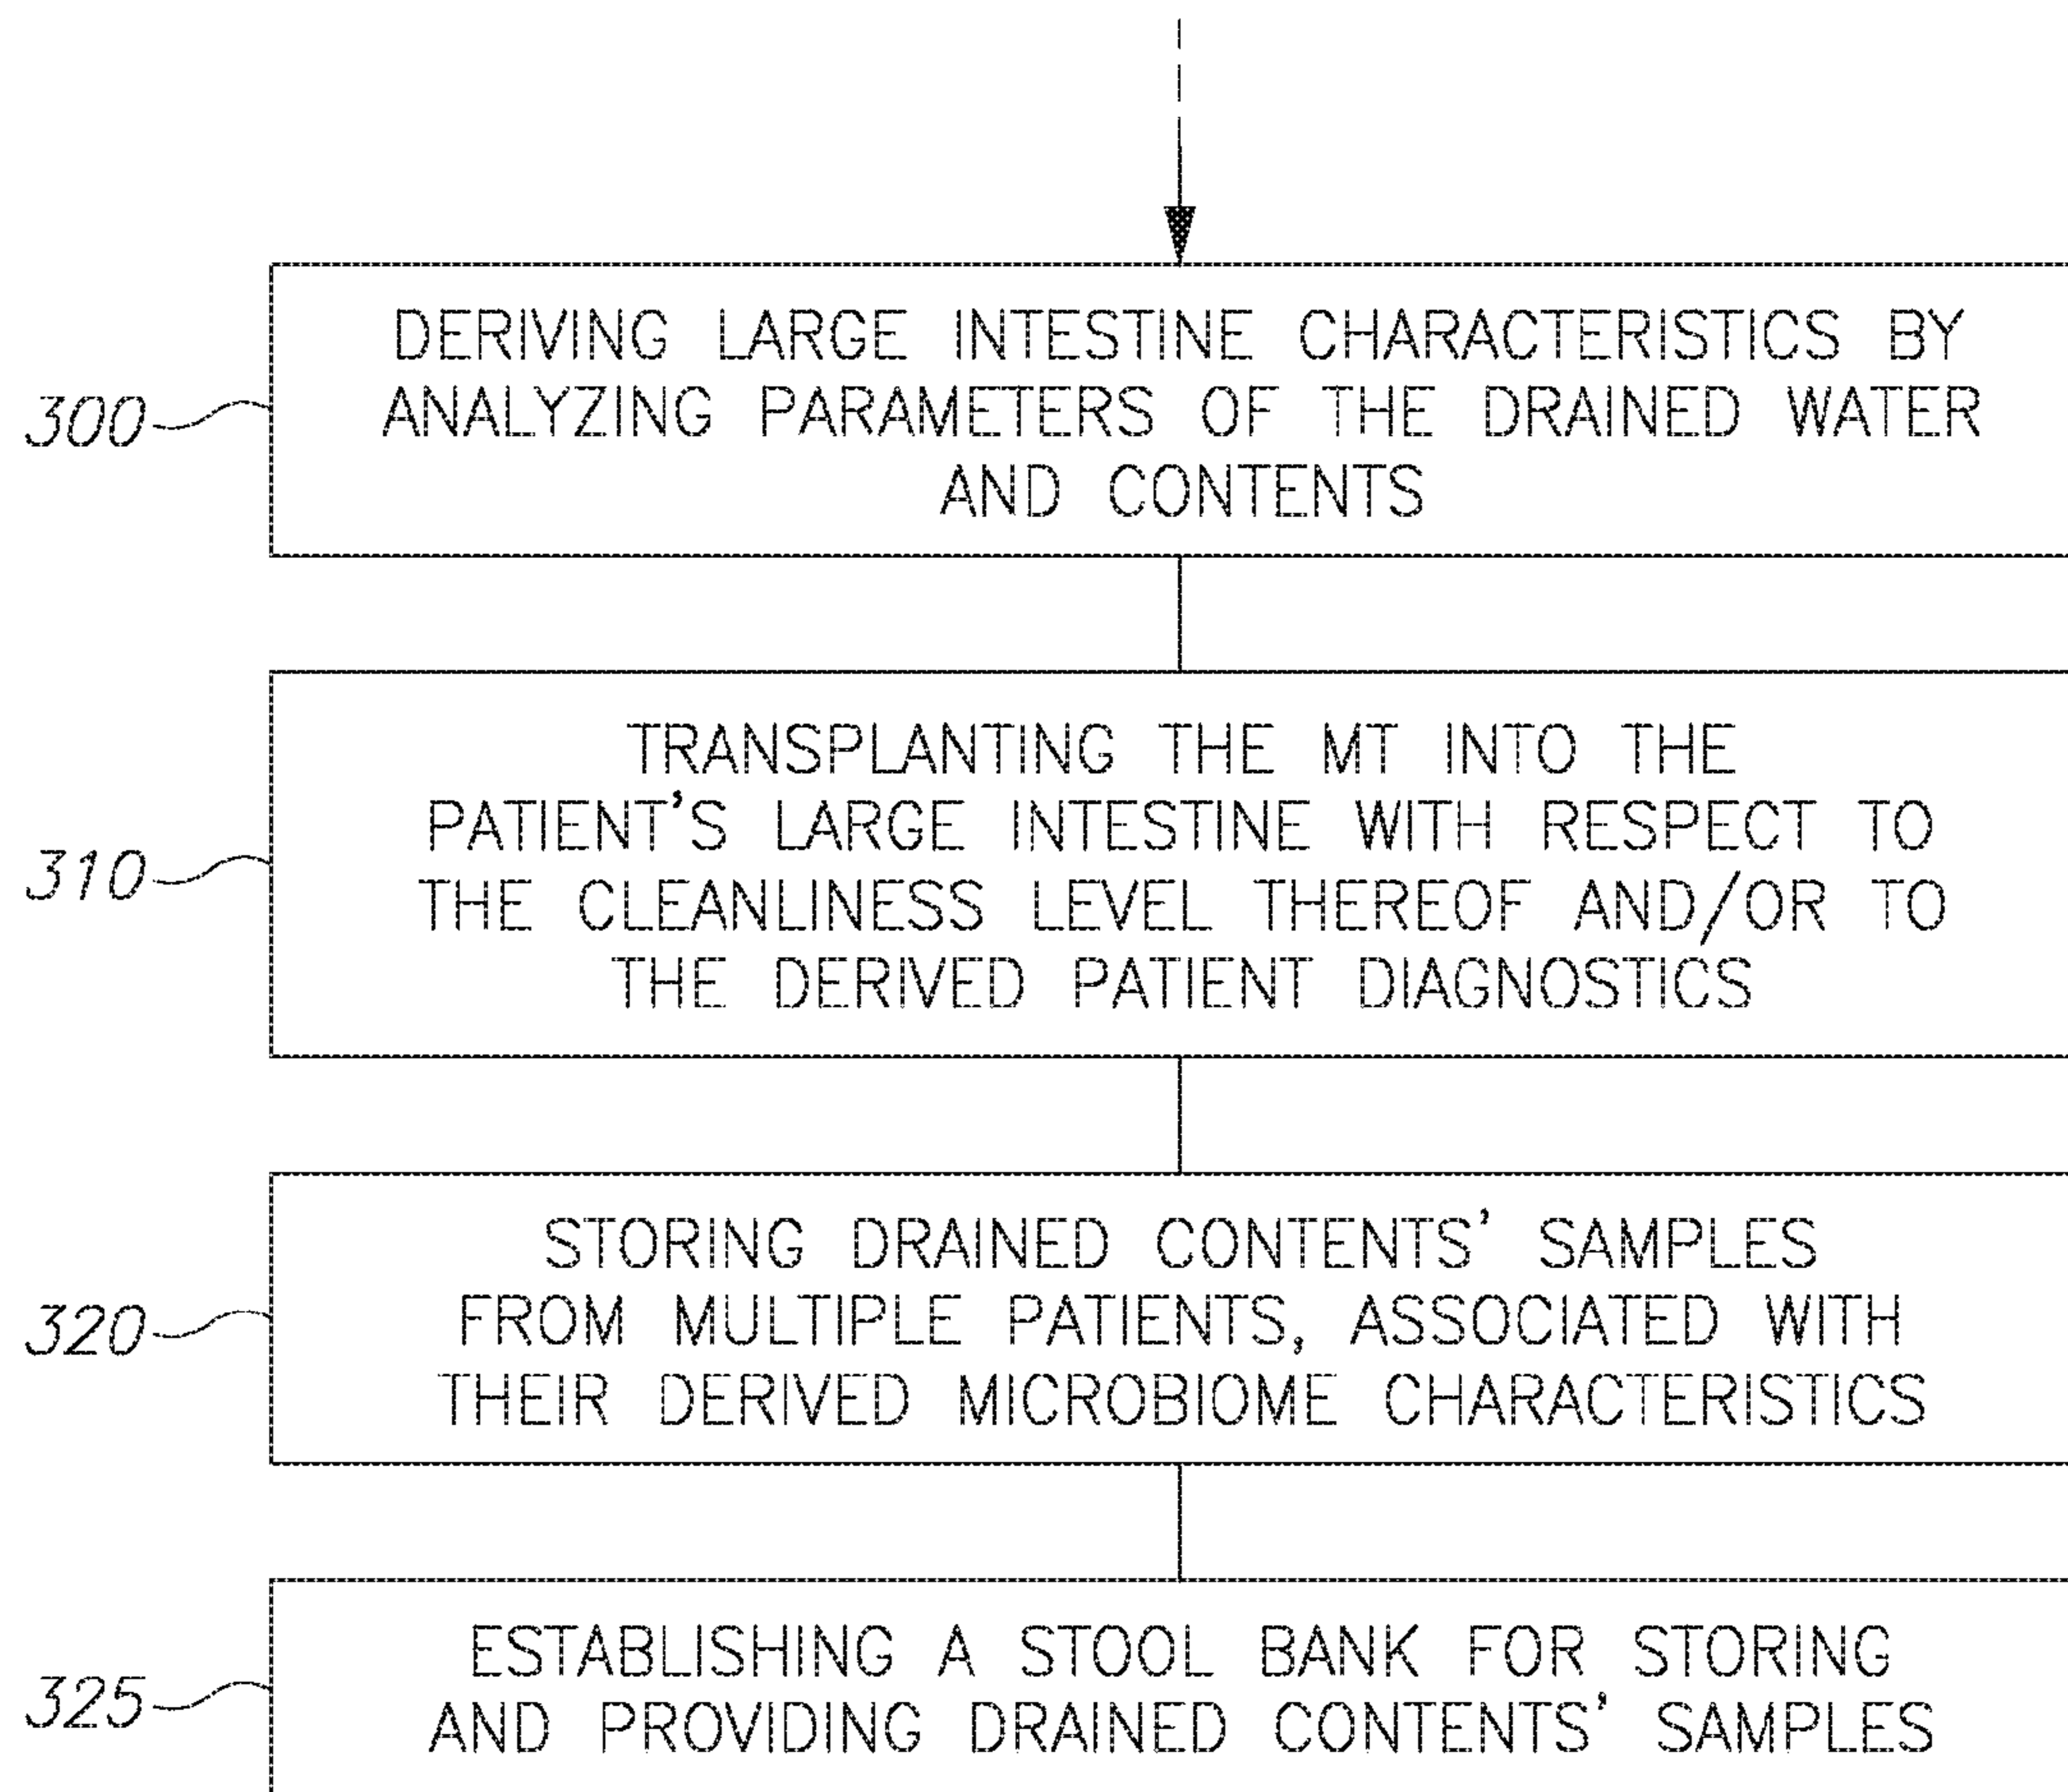 300
DERIVING LARGE INTESTINE CHARACTERISTICS BY
ANALYZING PARAMETERS OF THE DRAINED WATER
AND CONTENTS
310
TRANSPLANTING THE MT INTO THE
PATIENT'S LARGE INTESTINE WITH RESPECT TO
THE CLEANLINESS LEVEL THEREOF AND/OR TO
THE DERIVED PATIENT DIAGNOSTICS
320
STORING DRAINED CONTENTS' SAMPLES
FROM MULTIPLE PATIENTS, ASSOCIATED WITH
THEIR DERIVED MICROBIOME CHARACTERISTICS
325
ESTABLISHING A STOOL BANK FOR STORING
AND PROVIDING DRAINED CONTENTS' SAMPLES